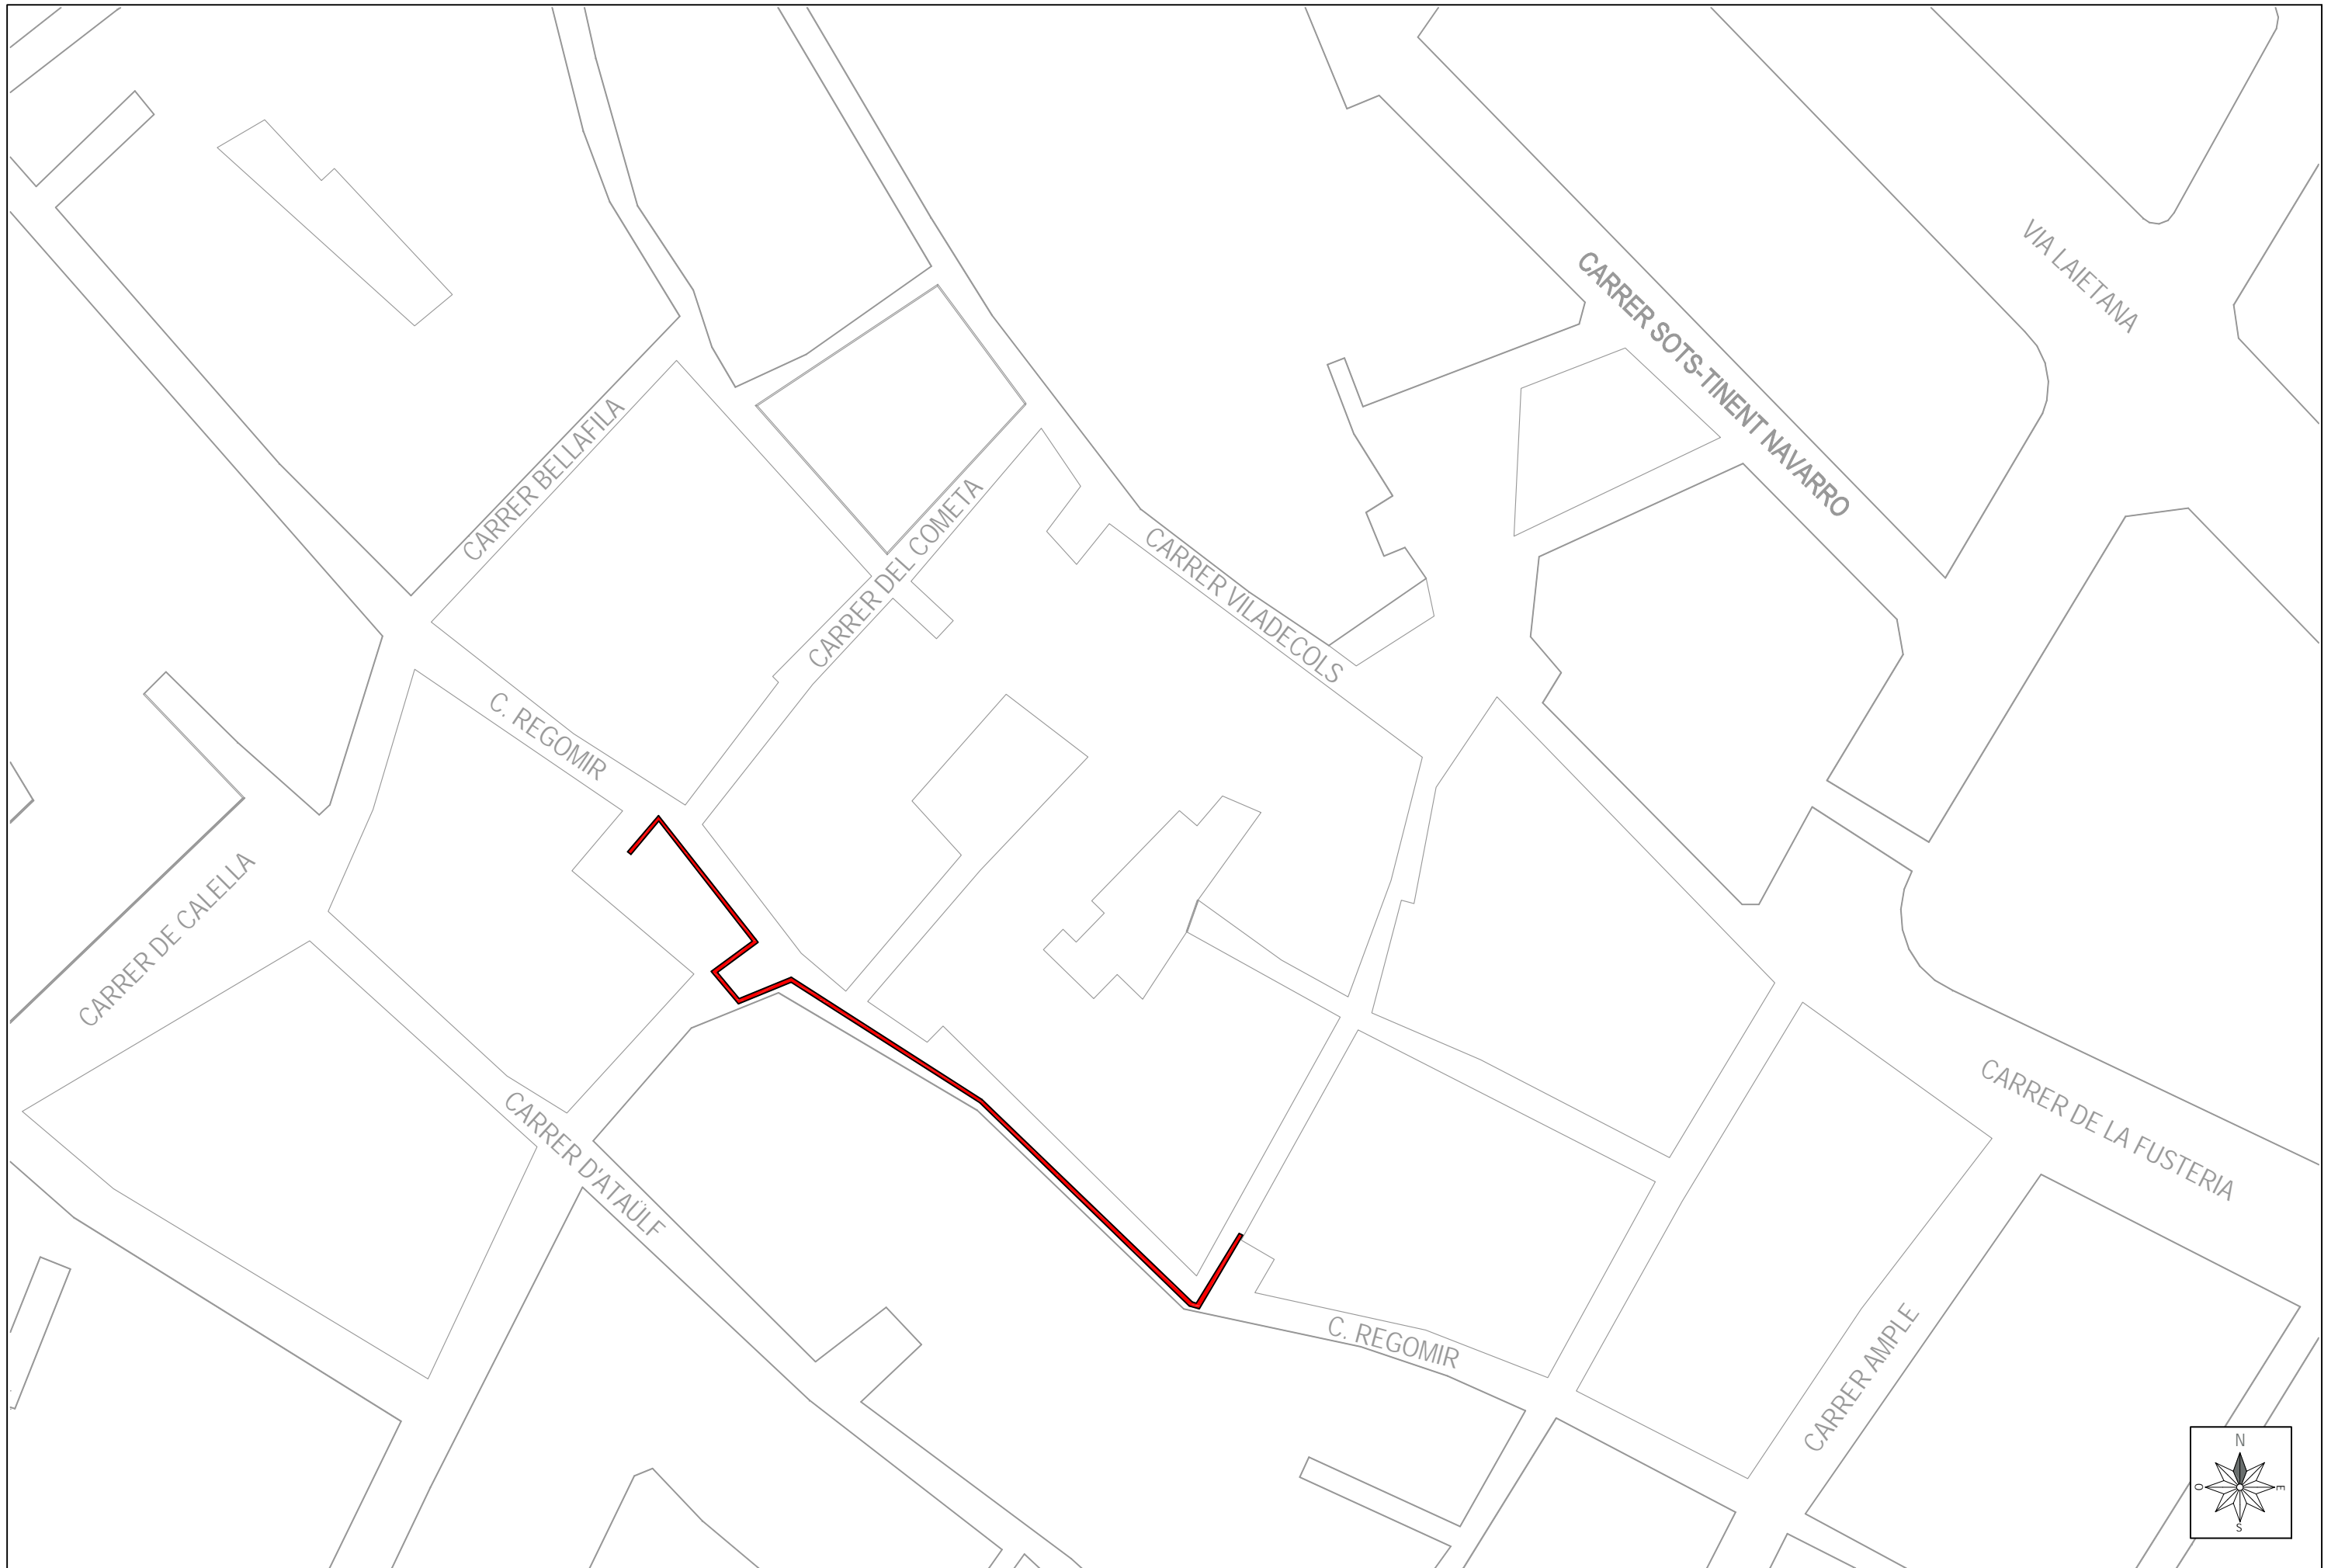 VIA LAIETANA
CARRER SOTS-TINENT NAVARRO
CARRER BELLAFILA
CARRER DEL COMETA
CARRER VILADECOLS
C. REGOMIR
CARRER DE CALELLA
CARRER D'ATAÜLF
CARRER DE LA FUSTERIA
C. REGOMIR
CARRER AMPLE
N
O
E
S